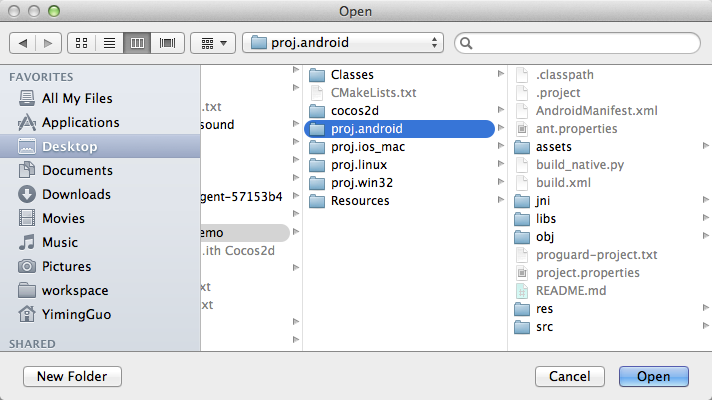 Open
proj.android
FAVORITES
All My Files
Applications
Desktop
Documents
Downloads
Movies
Music
Pictures
workspace
YimingGuo
SHARED
.txt
sound
gent-57153b4
emo
.ith Cocos2d
xt
.txt
Classes
CMakeLists.txt
cocos2d
proj.android
proj.ios_mac
proj.linux
proj.win32
Resources
.classpath
.project
AndroidManifest.xml
ant.properties
assets
build_native.py
build.xml
jni
libs
obj
proguard-project.txt
project.properties
README.md
res
src
New Folder
Cancel
Open